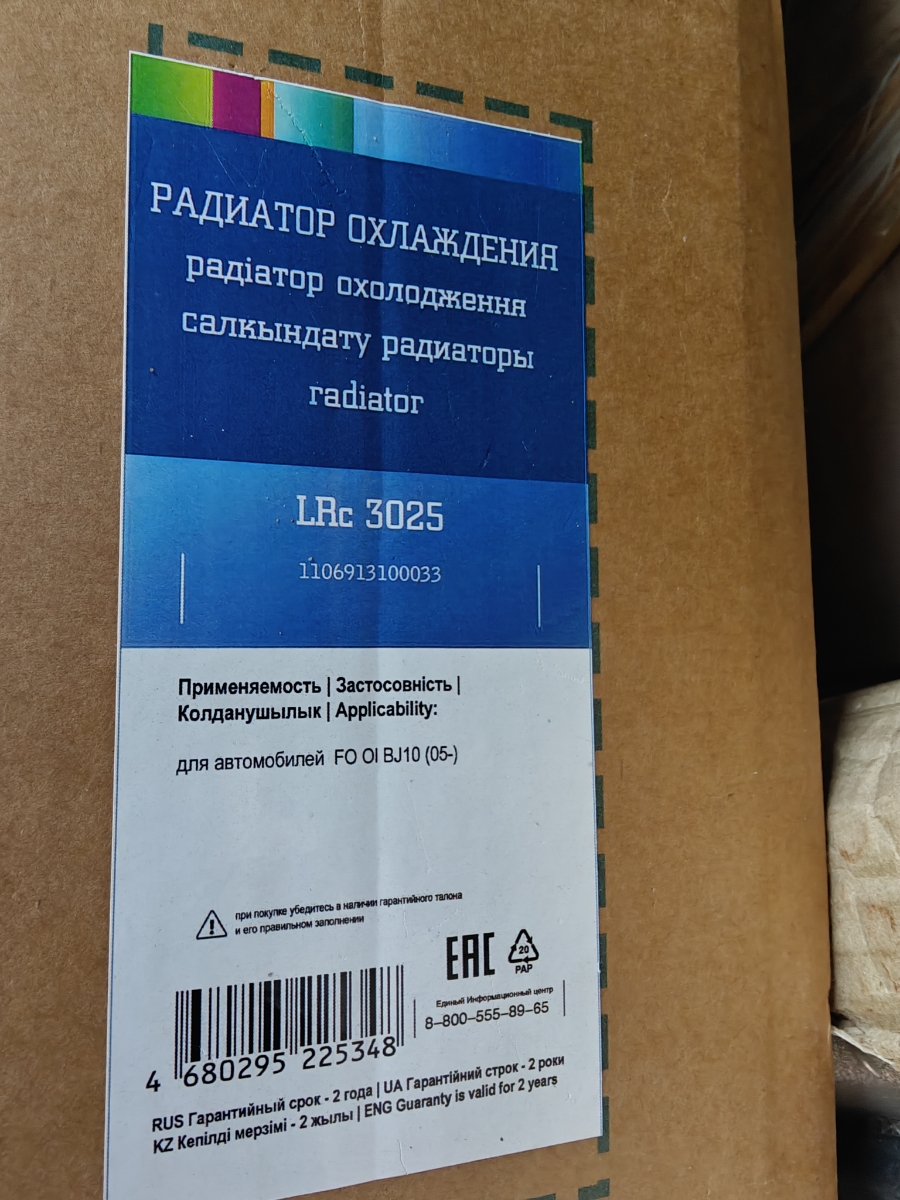 РАДИАТОР ОХЛАЖДЕНИЯ
радіатор охолодження
салкындату радиаторы
radiator
LRc 3025
1106913100033
Применяемость | Застосовність |
Колданушылык | Applicability:
для автомобилей FO OI BJ10 (05-)
при покупке убедитесь в наличии гарантийного талона
и его правильном заполнении
EAC
20
PAP
Единый Информационный центр
8-800-555-89-65
4 680295 225348
RUS Гарантийный срок - 2 года | UA Гарантійний строк - 2 роки
KZ Кепілді мерзімі - 2 жылы | ENG Guaranty is valid for 2 years